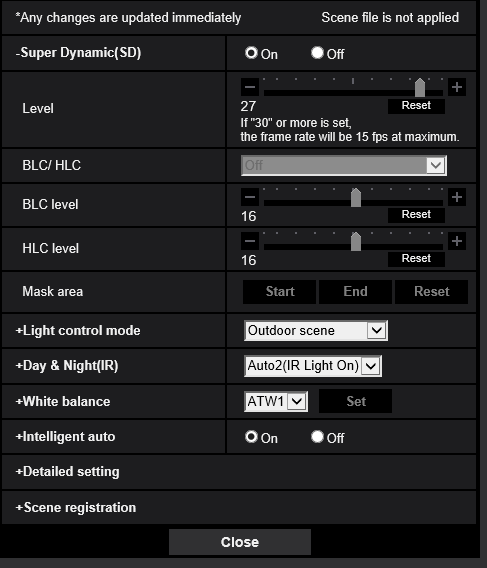 *Any changes are updated immediately Scene file is not applied
-Super Dynamic(SD) On Off
Level
27 Reset
If "30" or more is set,
the frame rate will be 15 fps at maximum.
BLC/ HLC Off
BLC level
16 Reset
HLC level
16 Reset
Mask area Start End Reset
+Light control mode Outdoor scene
+Day & Night(IR) Auto2(IR Light On)
+White balance ATW1 Set
+Intelligent auto On Off
+Detailed setting
+Scene registration
Close